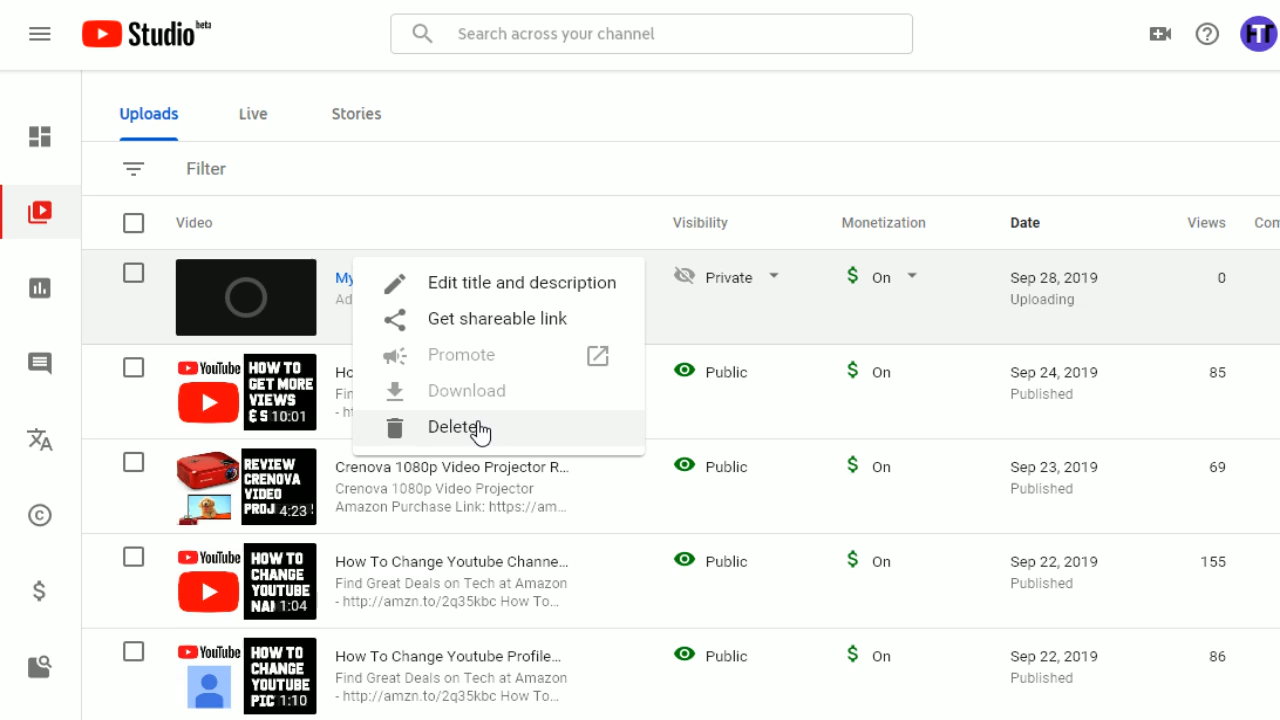 Studio beta
Search across your channel
HT
Uploads
Live
Stories
Filter
Video
Visibility
Monetization
Date
Views
Com
My
Ad
Edit title and description
Get shareable link
Promote
Download
Delete
Private
On
Sep 28, 2019
Uploading
0
YouTube
HOW TO
GET MORE
VIEWS
& S 10:01
Ho
Fin
- ht
Public
On
Sep 24, 2019
Published
85
REVIEW
CRENOVA
VIDEO
PROJ 4:23
Crenova 1080p Video Projector R...
Crenova 1080p Video Projector
Amazon Purchase Link: https://am...
Public
On
Sep 23, 2019
Published
69
YouTube
HOW TO
CHANGE
YOUTUBE
NA 1:04
How To Change Youtube Channe...
Find Great Deals on Tech at Amazon
- http://amzn.to/2q35kbc How To...
Public
On
Sep 22, 2019
Published
155
YouTube
HOW TO
CHANGE
YOUTUBE
PIC 1:10
How To Change Youtube Profile...
Find Great Deals on Tech at Amazon
- http://amzn.to/2q35kbc How To...
Public
On
Sep 22, 2019
Published
86